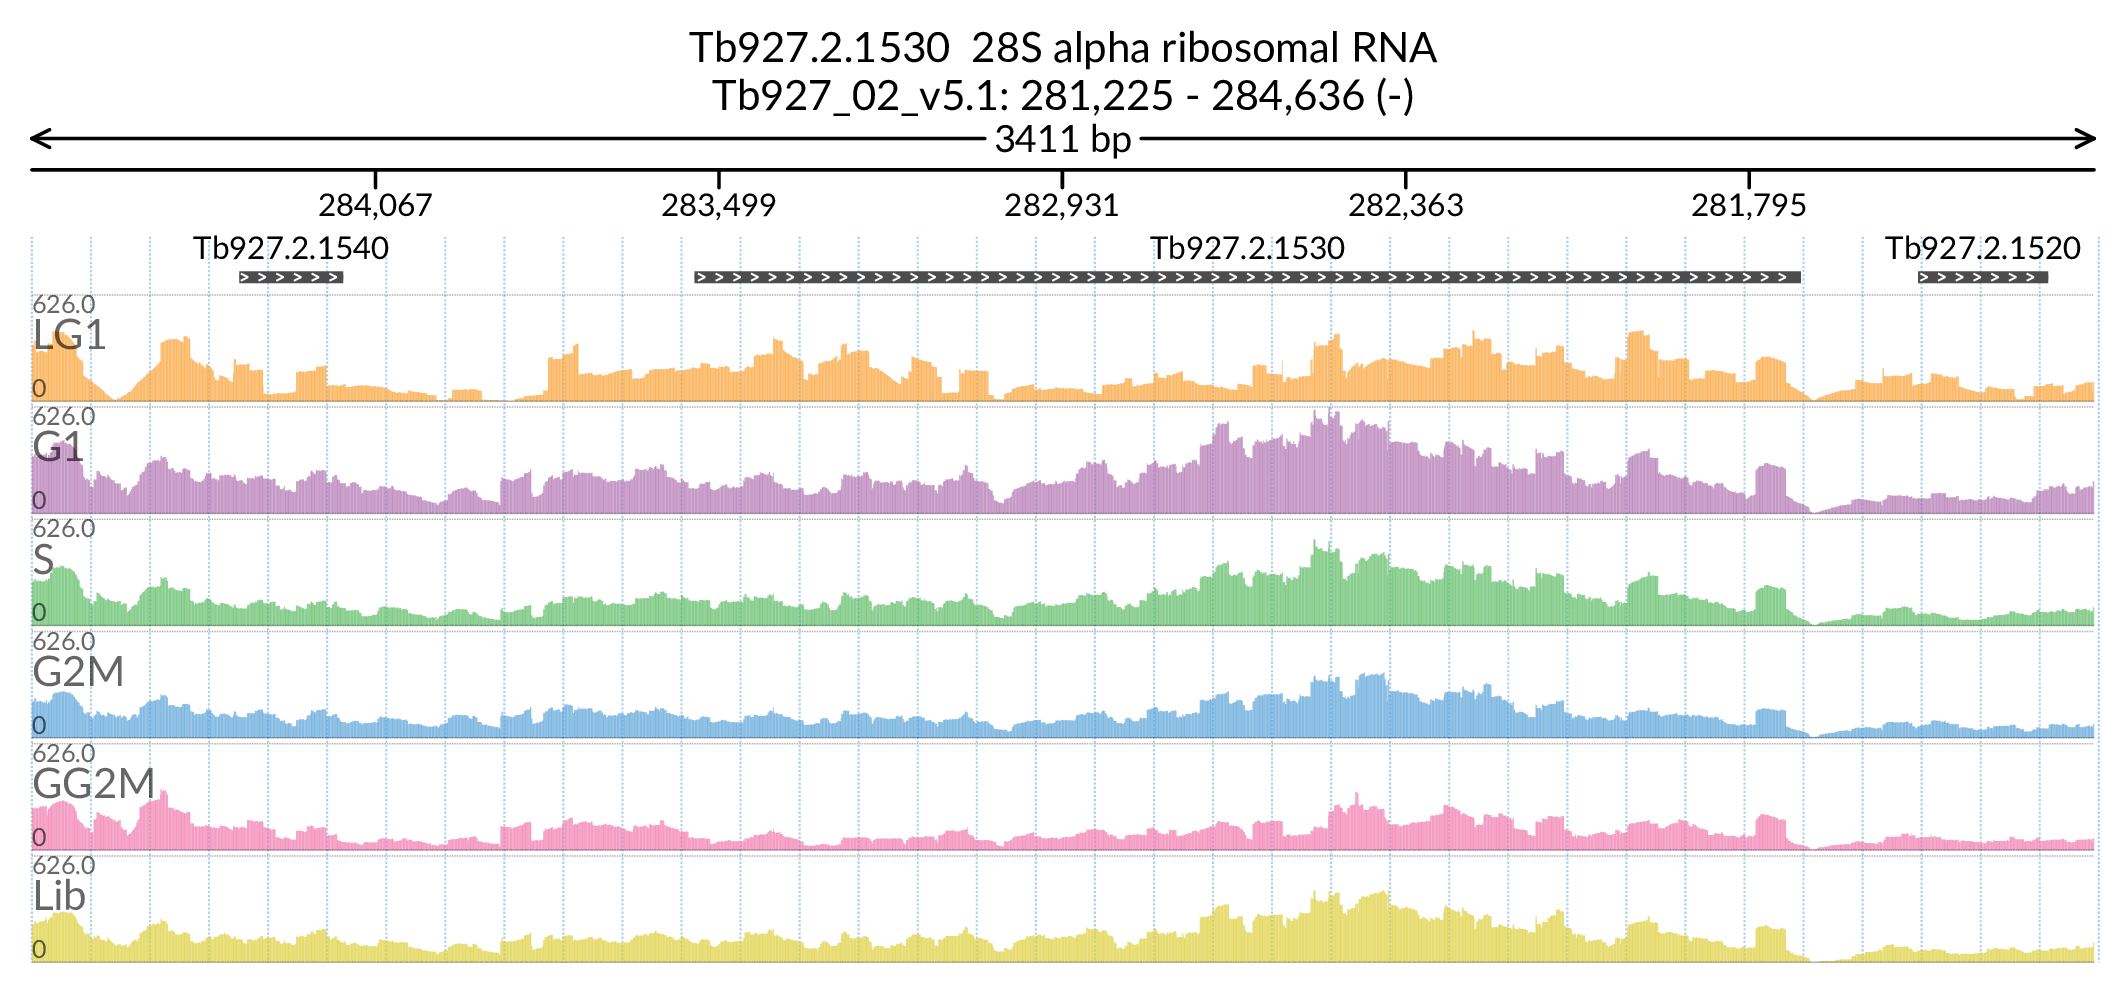 Tb927.2.1530  28S alpha ribosomal RNA
Tb927_02_v5.1: 281,225 - 284,636 (-)
3411 bp
284,067 283,499 282,931 282,363 281,795
Tb927.2.1540 Tb927.2.1530 Tb927.2.1520
626.0
LG1
0
626.0
G1
0
626.0
S
0
626.0
G2M
0
626.0
GG2M
0
626.0
Lib
0